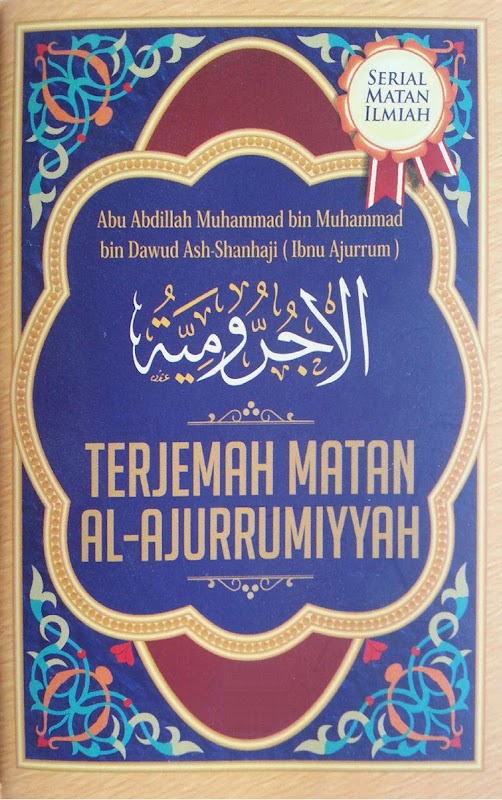 SERIAL
MATAN
ILMIAH
Abu Abdillah Muhammad bin Muhammad
bin Dawud Ash-Shanhaji ( Ibnu Ajurrum )
الاجُرُّومِيَّةُ
TERJEMAH MATAN
AL-AJURRUMIYYAH